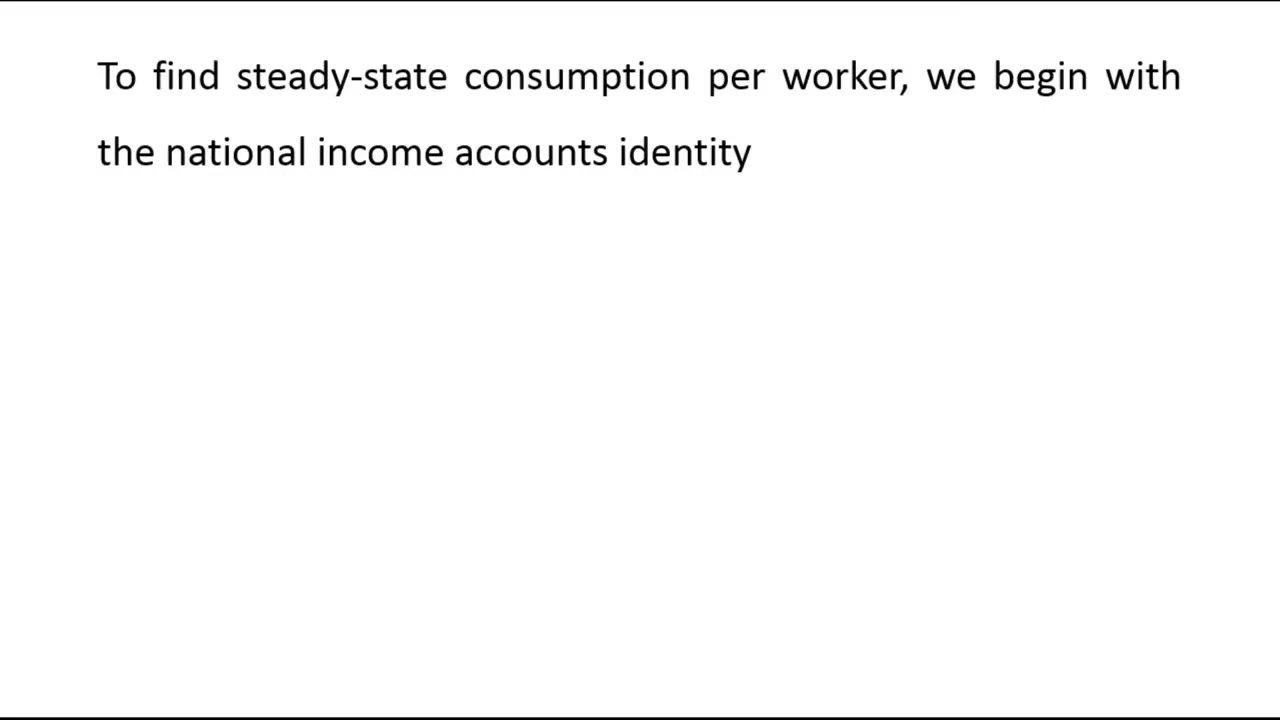 To find steady-state consumption per worker, we begin with
the national income accounts identity